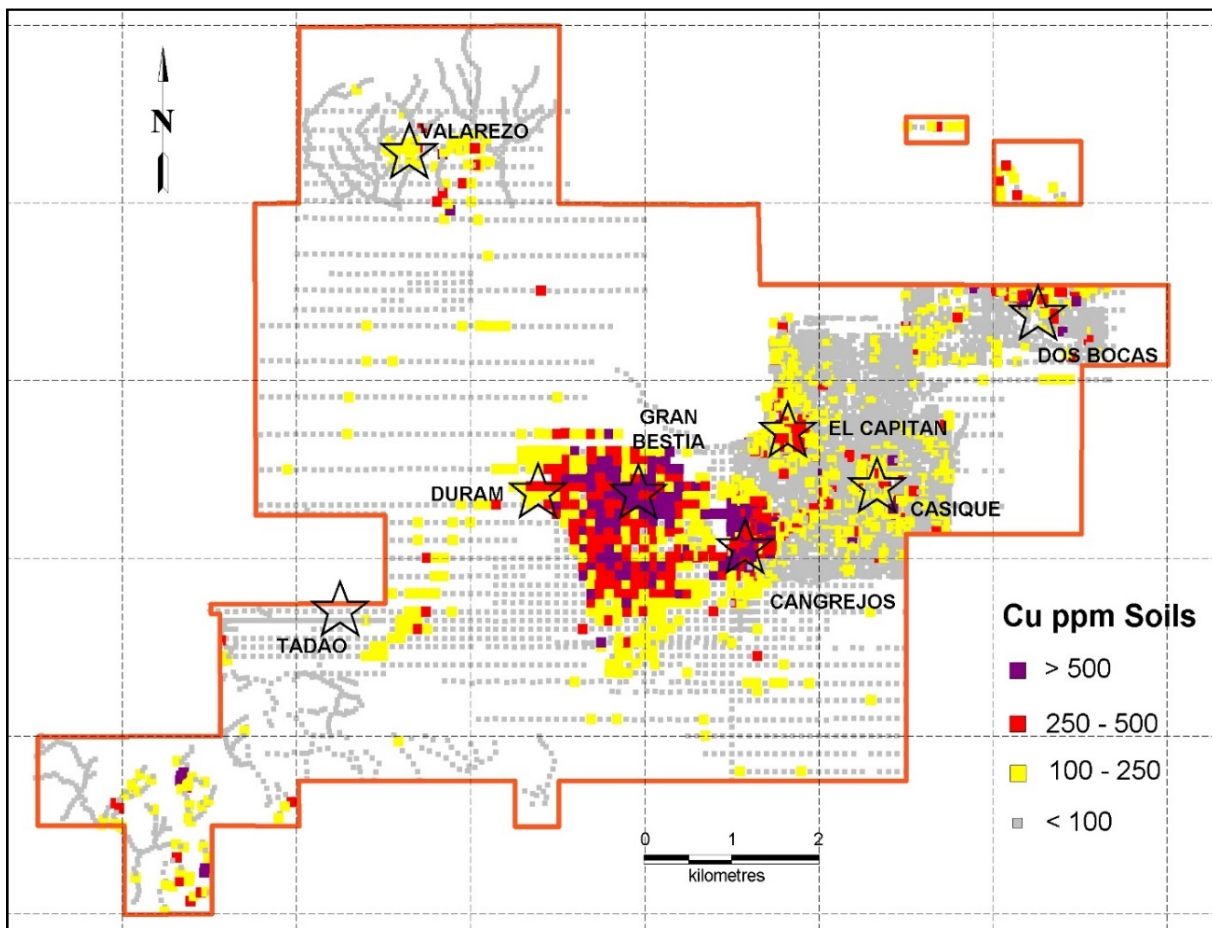 N
VALAREZO
DOS BOCAS
GRAN
BESTIA
EL CAPITAN
DURAM
CASIQUE
CANGREJOS
TADAO
Cu ppm Soils
> 500
250 - 500
100 - 250
< 100
0 1 2
kilometres